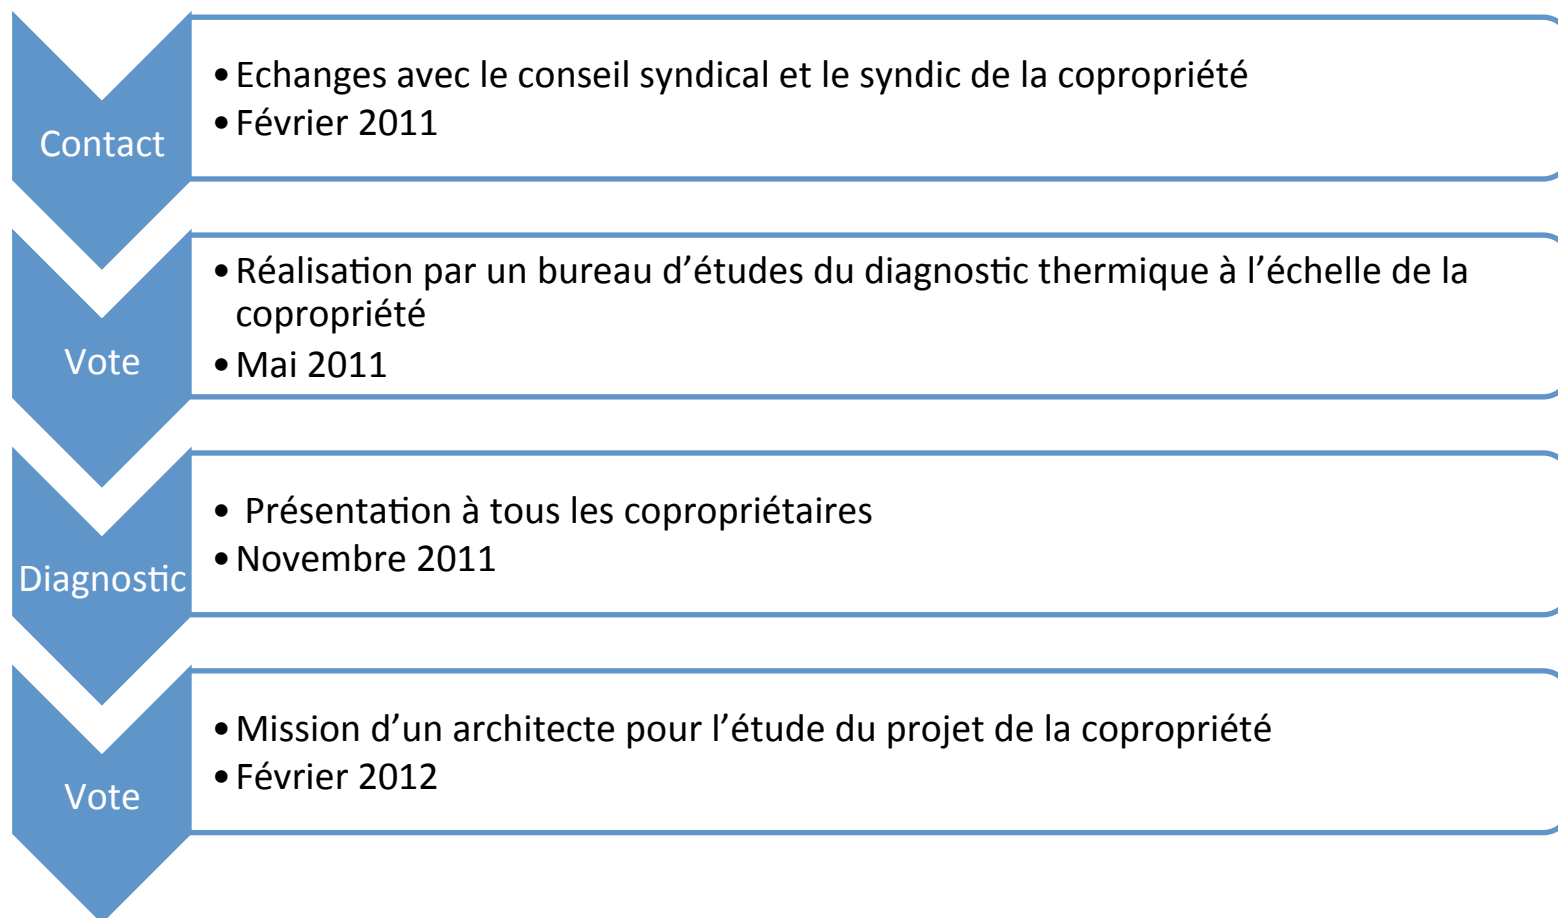 Contact
• Echanges avec le conseil syndical et le syndic de la copropriété
• Février 2011
Vote
• Réalisation par un bureau d’études du diagnostic thermique à l’échelle de la
copropriété
• Mai 2011
Diagnostic
• Présentation à tous les copropriétaires
• Novembre 2011
Vote
• Mission d’un architecte pour l’étude du projet de la copropriété
• Février 2012